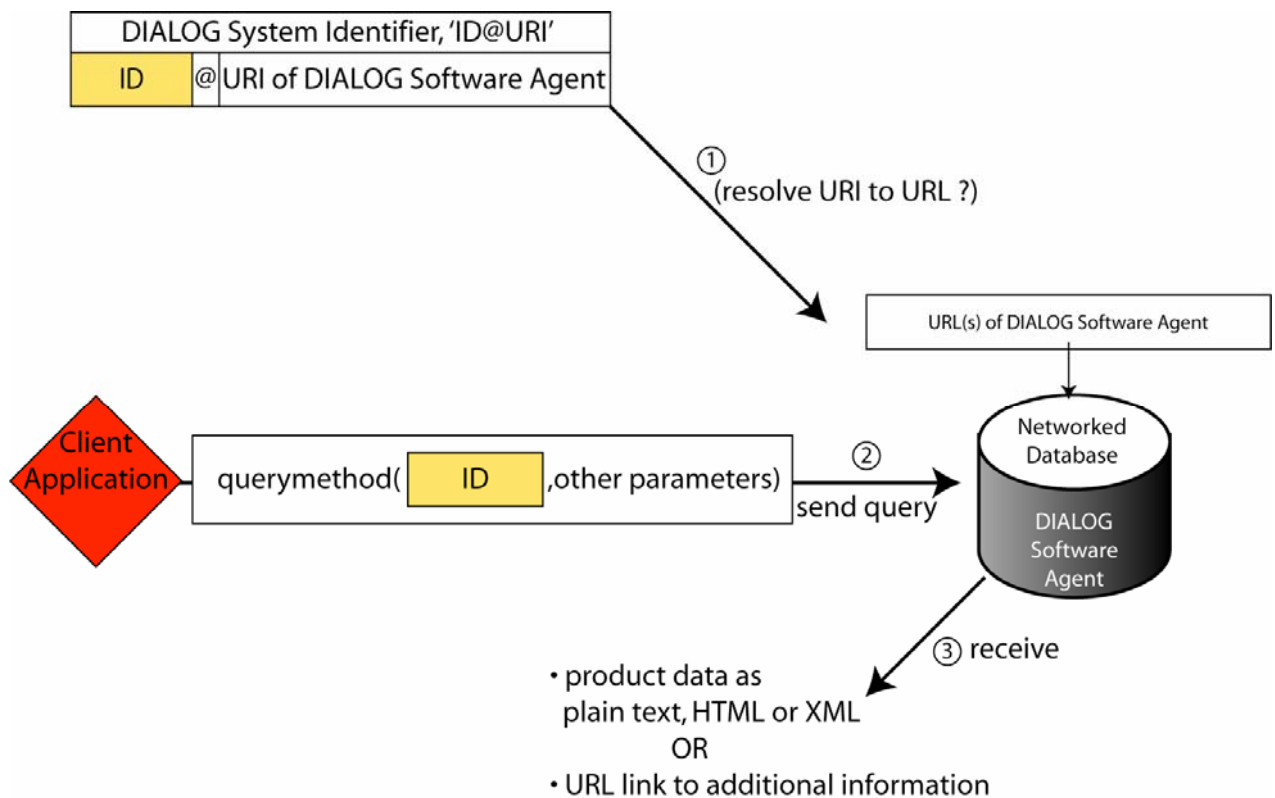 DIALOG System Identifier, 'ID@URI'
ID @ URI of DIALOG Software Agent
①
(resolve URI to URL ?)
URL(s) of DIALOG Software Agent
Client
Application
querymethod( ID ,other parameters)
②
send query
Networked
Database
DIALOG
Software
Agent
③ receive
• product data as
plain text, HTML or XML
OR
• URL link to additional information